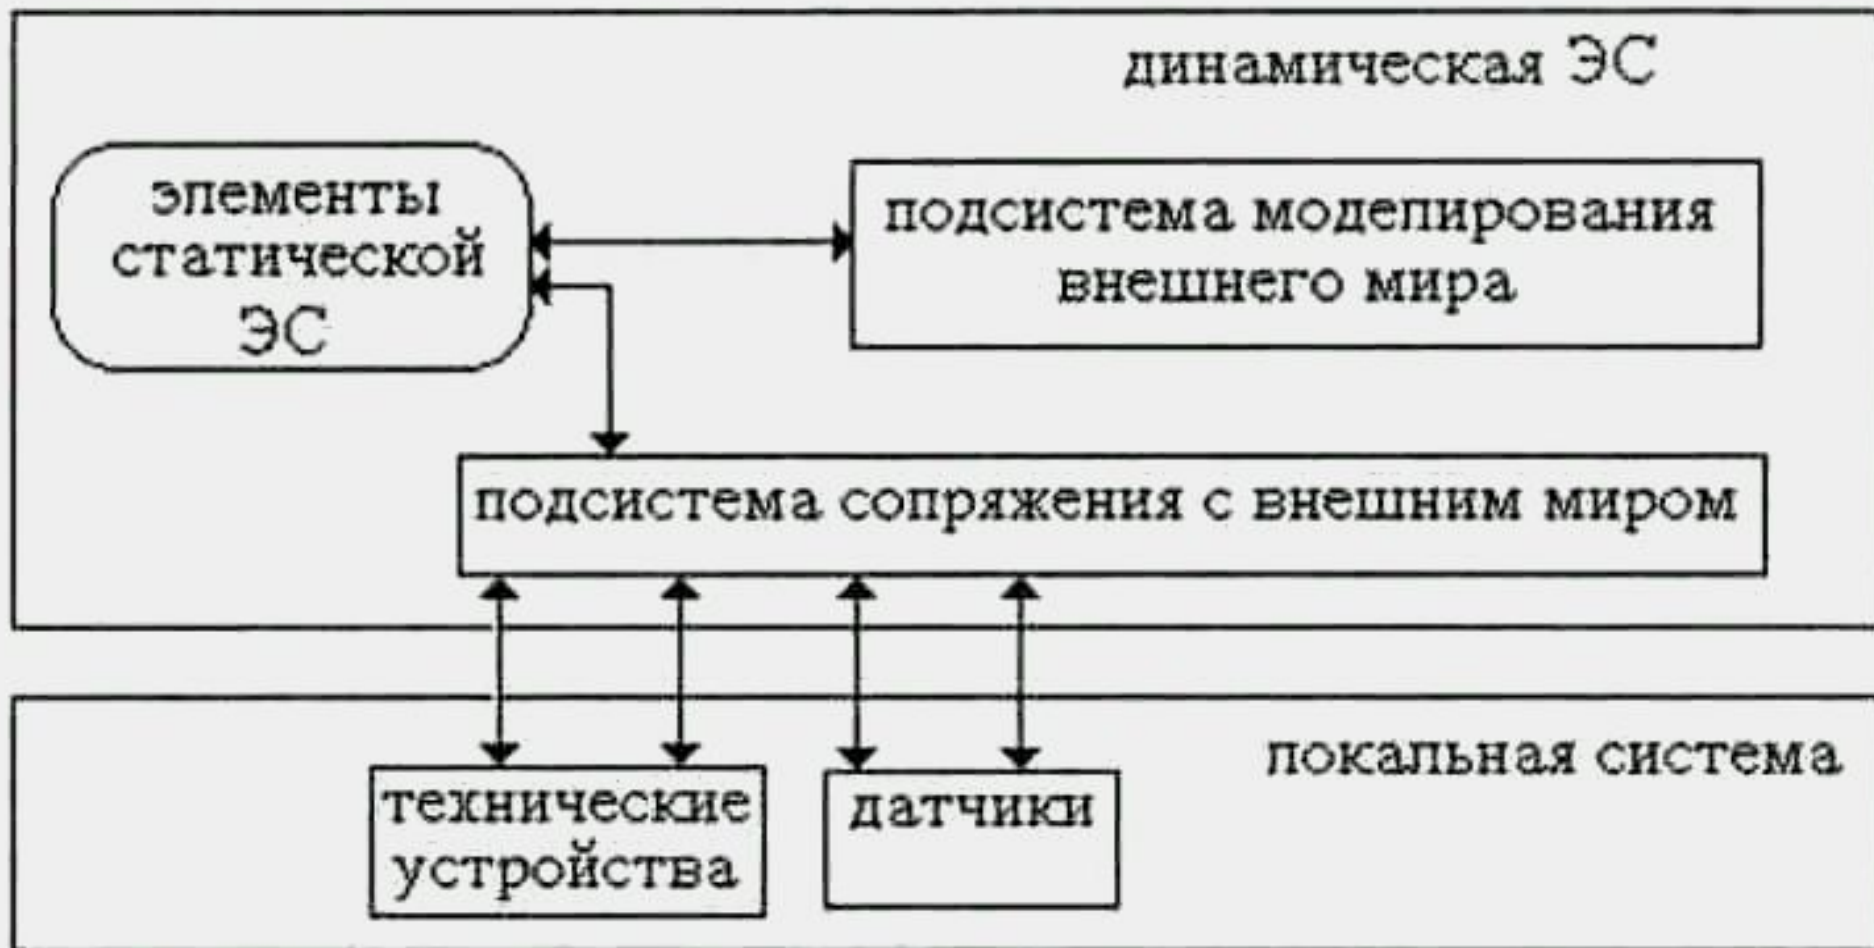 динамическая ЭС
элементы
статической
ЭС
подсистема моделирования
внешнего мира
подсистема сопряжения с внешним миром
локальная система
технические
устройства
датчики